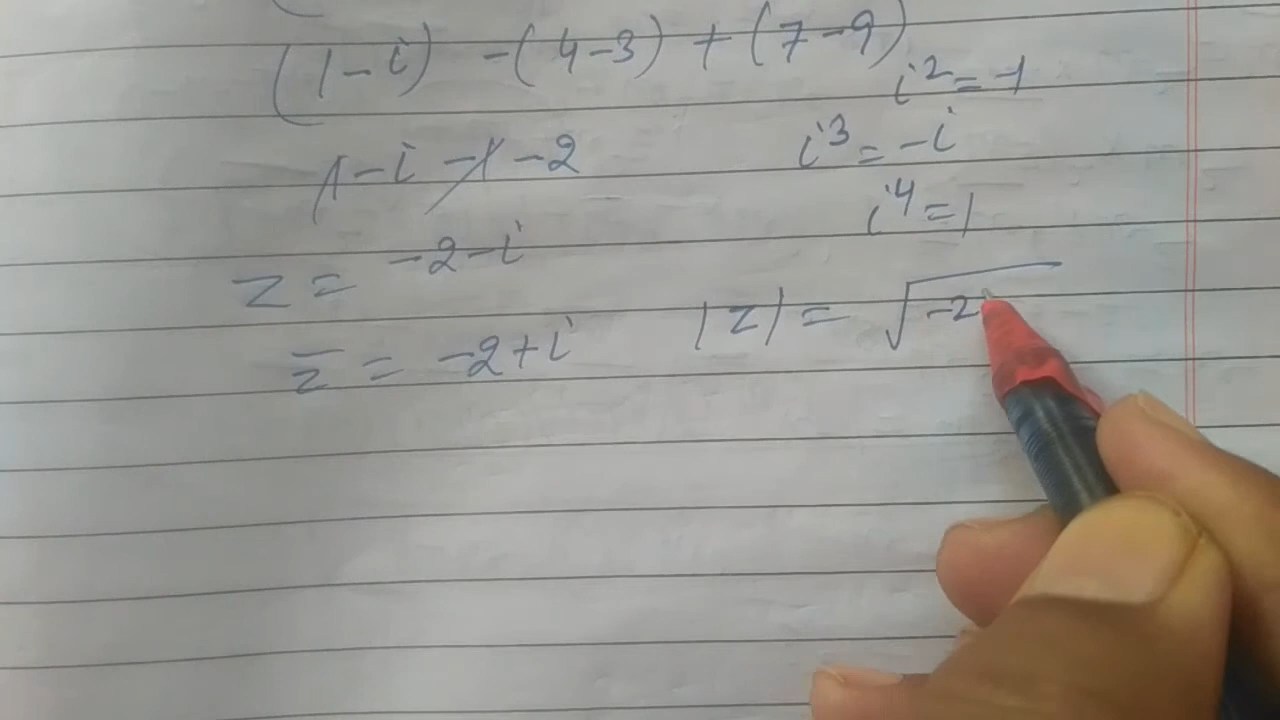 (1-i) -(4-3) + (7-9)
i² = -1
1-i -1 -2
i³ = -i
i⁴ = 1
z = -2-i
|z| = √-2
z̅ = -2+i